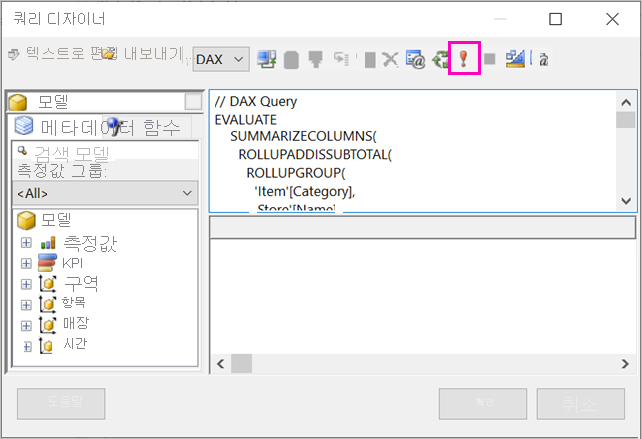 쿼리 디자이너
텍스트로 편집 내보내기... DAX
모델
메타데이터 함수
검색 모델
측정값 그룹:
<All>
모델
측정값
KPI
구역
항목
매장
시간
// DAX Query
EVALUATE
SUMMARIZECOLUMNS(
ROLLUPADDISSUBTOTAL(
ROLLUPGROUP(
'Item'[Category],
Store'[Name]
도움말
확인
취소